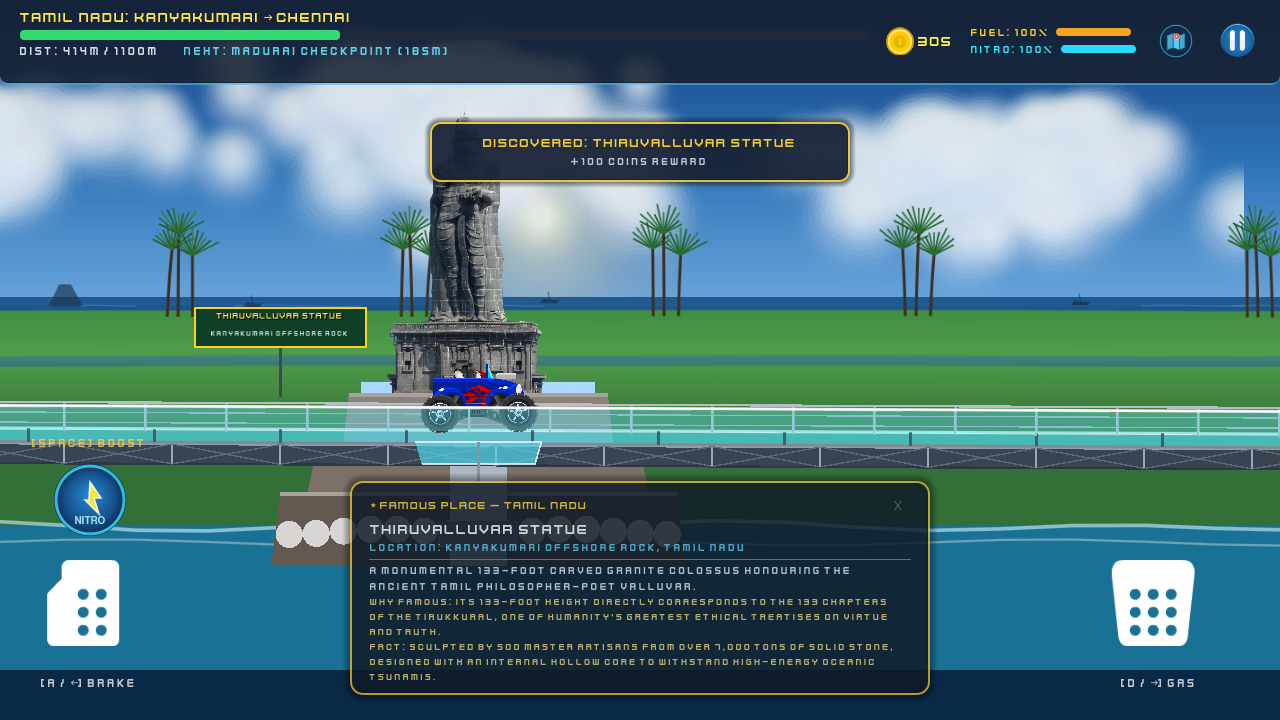 TAMIL NADU: KANYAKUMARI → CHENNAI
DIST: 414M / 1100M NEXT: MADURAI CHECKPOINT (185M)
305
FUEL: 100%
NITRO: 100%
DISCOVERED: THIRUVALLUVAR STATUE
+100 COINS REWARD
THIRUVALLUVAR STATUE
KANYAKUMARI OFFSHORE ROCK
[SPACE] BOOST
NITRO
[A / ←] BRAKE
★ FAMOUS PLACE — TAMIL NADU
X
THIRUVALLUVAR STATUE
LOCATION: KANYAKUMARI OFFSHORE ROCK, TAMIL NADU
A MONUMENTAL 133-FOOT CARVED GRANITE COLOSSUS HONOURING THE
ANCIENT TAMIL PHILOSOPHER-POET VALLUVAR.
WHY FAMOUS: ITS 133-FOOT HEIGHT DIRECTLY CORRESPONDS TO THE 133 CHAPTERS
OF THE TIRUKKURAL, ONE OF HUMANITY'S GREATEST ETHICAL TREATISES ON VIRTUE
AND TRUTH.
FACT: SCULPTED BY 500 MASTER ARTISANS FROM OVER 7,000 TONS OF SOLID STONE,
DESIGNED WITH AN INTERNAL HOLLOW CORE TO WITHSTAND HIGH-ENERGY OCEANIC
TSUNAMIS.
[D / →] GAS